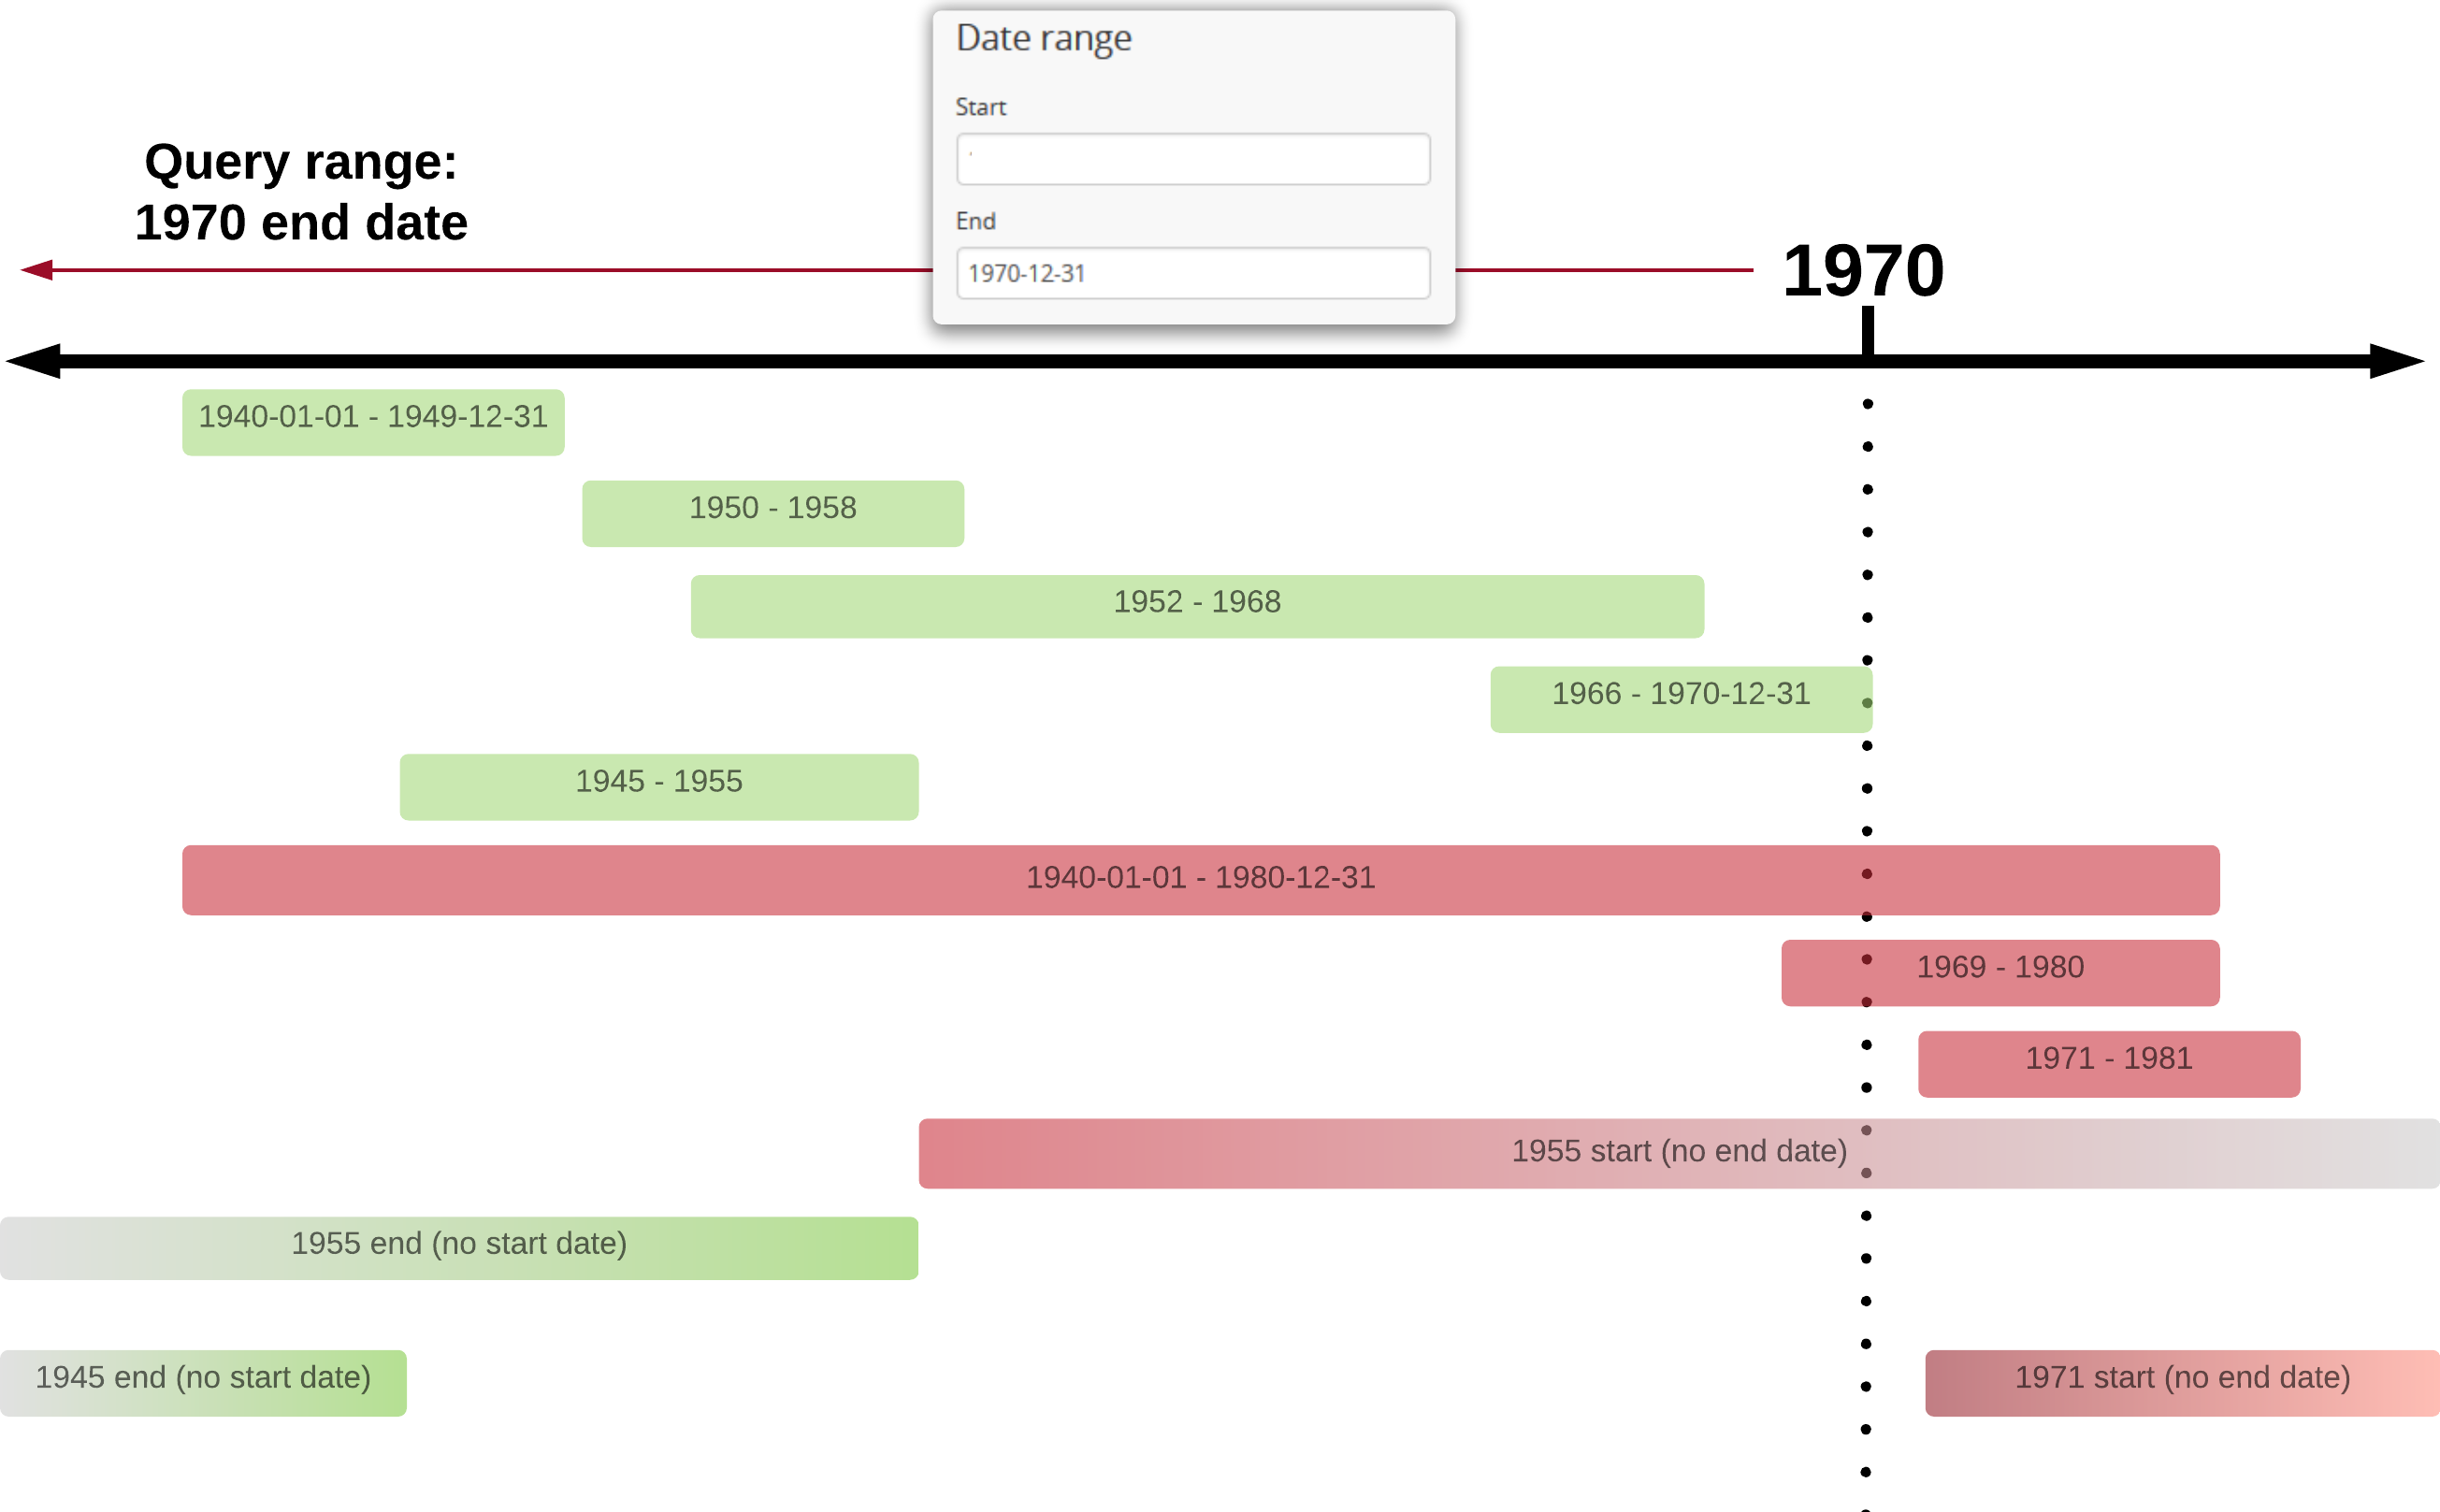 Date range
Start
End
1970-12-31
Query range:
1970 end date
1970
1940-01-01 - 1949-12-31
1950 - 1958
1952 - 1968
1966 - 1970-12-31
1945 - 1955
1940-01-01 - 1980-12-31
1969 - 1980
1971 - 1981
1955 start (no end date)
1955 end (no start date)
1945 end (no start date)
1971 start (no end date)